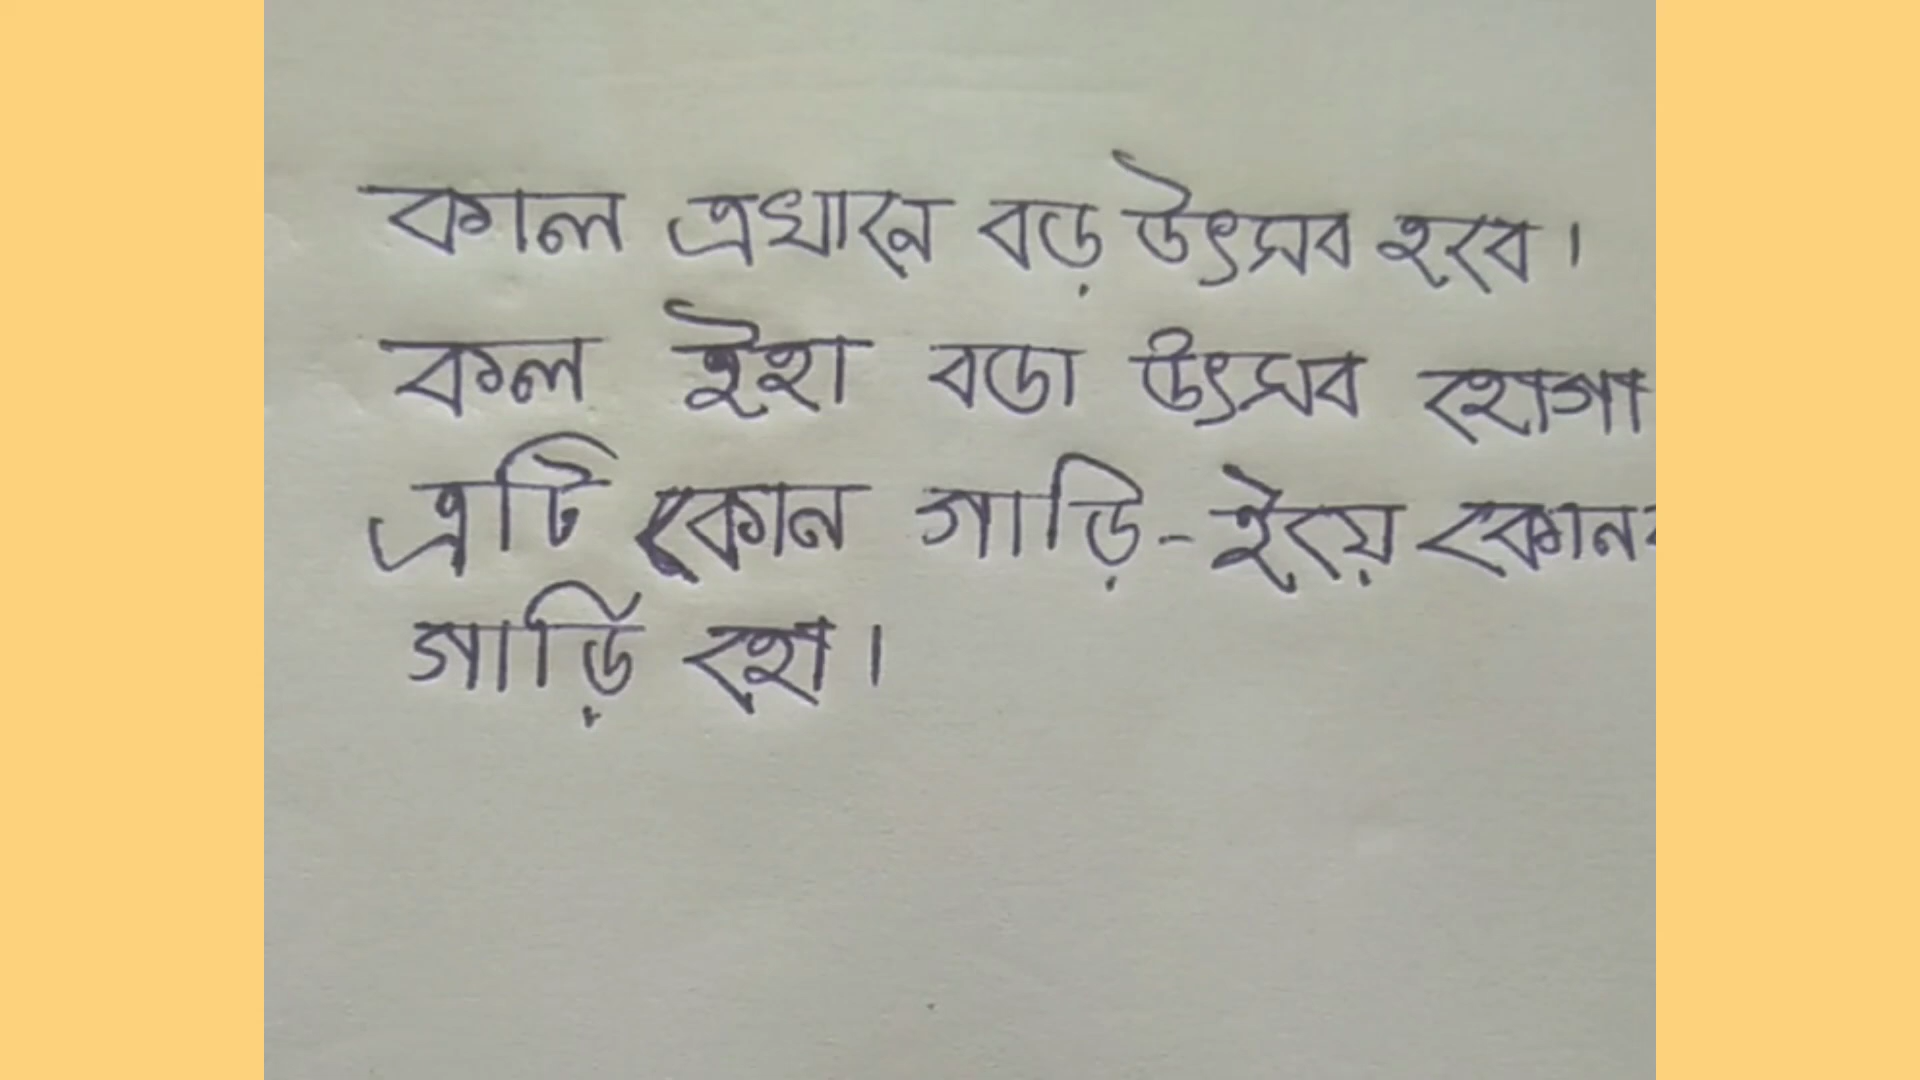 কাল এখানে বড় উৎসব হবে।
কল ইহা বডা উৎসব হোগা
এটি কোন গাড়ি - ইয়ে কোন
গাড়ি হে।